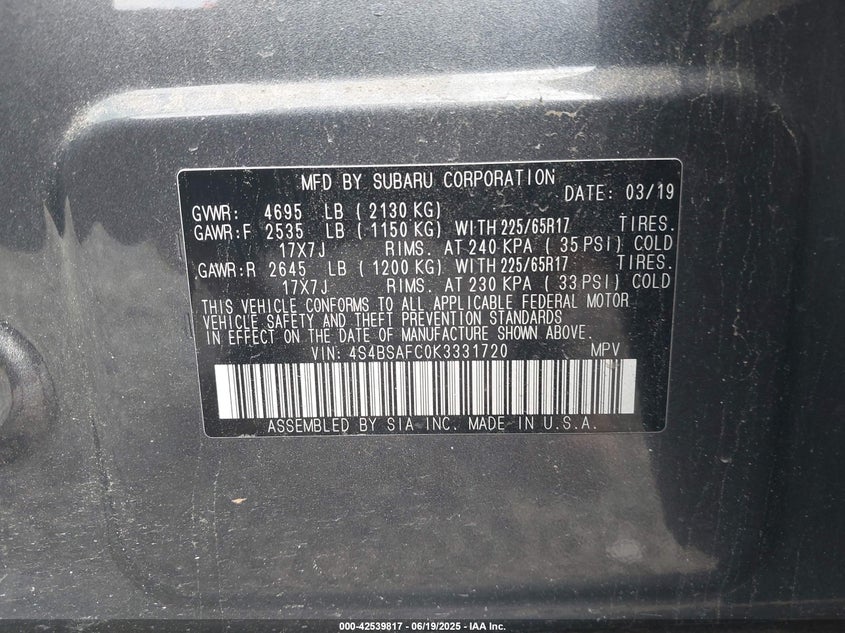 MFD BY SUBARU CORPORATION DATE: 03/19
GVWR: 4695 LB ( 2130 KG)
GAWR:F 2535 LB ( 1150 KG) WITH 225/65R17 TIRES.
17X7J RIMS. AT 240 KPA ( 35 PSI) COLD
GAWR:R 2645 LB ( 1200 KG) WITH 225/65R17 TIRES.
17X7J RIMS. AT 230 KPA ( 33 PSI) COLD
THIS VEHICLE CONFORMS TO ALL APPLICABLE FEDERAL MOTOR
VEHICLE SAFETY AND THEFT PREVENTION STANDARDS
IN EFFECT ON THE DATE OF MANUFACTURE SHOWN ABOVE.
VIN: 4S4BSAFC0K3331720 MPV
ASSEMBLED BY SIA INC. MADE IN U.S.A.
000-42539817 - 06/19/2025 - IAA Inc.